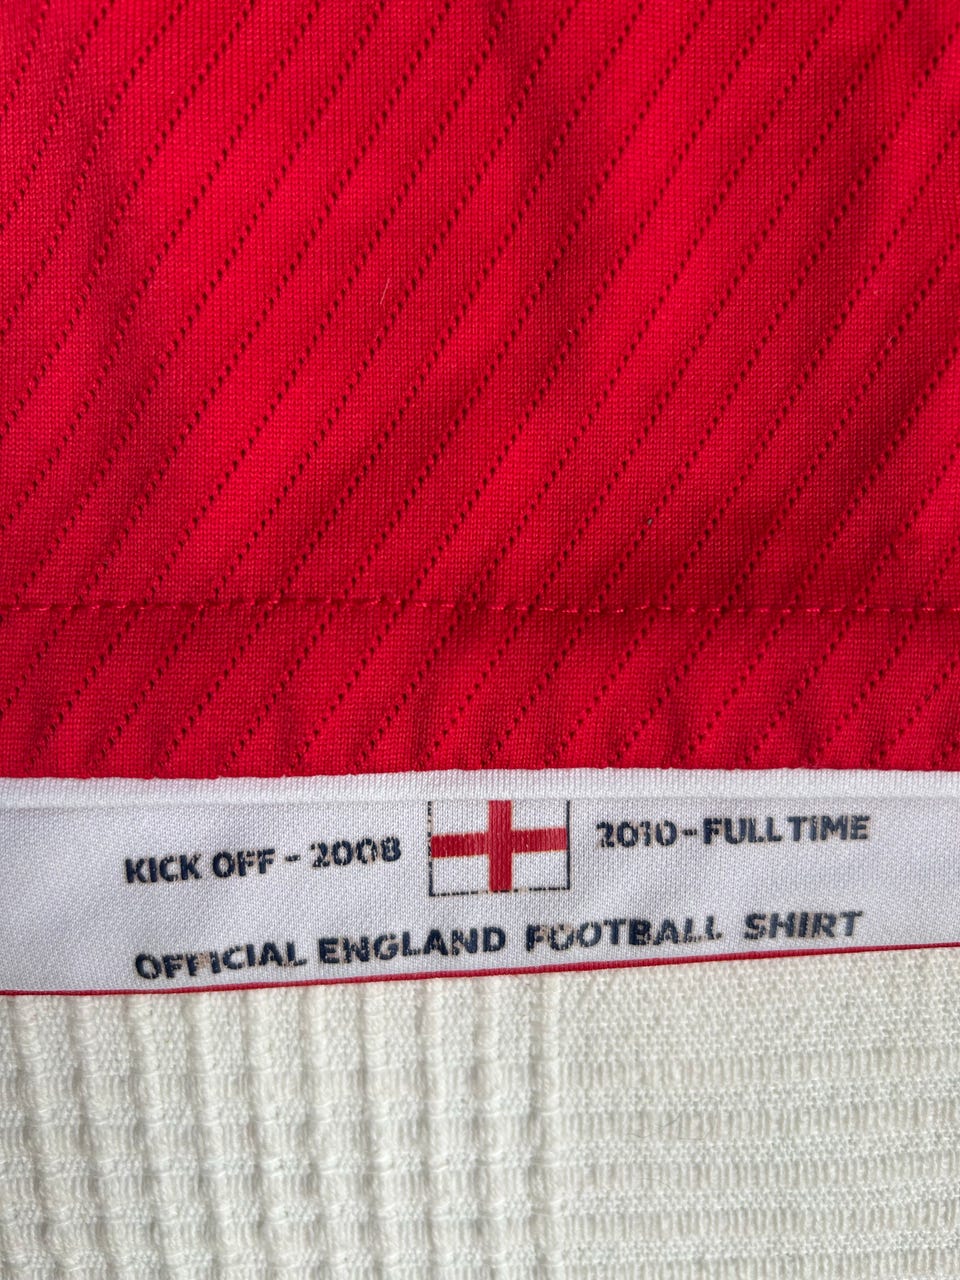 KICK OFF - 2008 2010 - FULL TIME
OFFICIAL ENGLAND FOOTBALL SHIRT